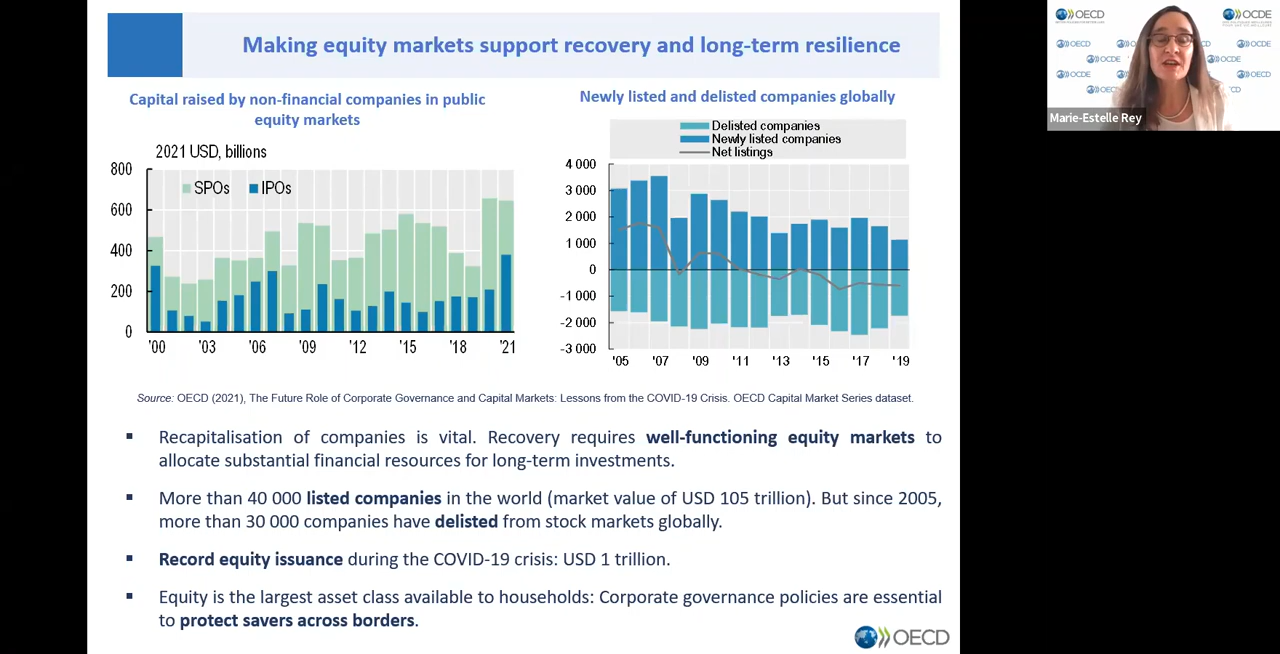 Making equity markets support recovery and long-term resilience
Capital raised by non-financial companies in public
equity markets
2021 USD, billions
800
600
400
200
0
SPOs
IPOs
'00
'03
'06
'09
'12
'15
'18
'21
Newly listed and delisted companies globally
Delisted companies
Newly listed companies
Net listings
4 000
3 000
2 000
1 000
0
-1 000
-2 000
-3 000
'05
'07
'09
'11
'13
'15
'17
'19
Source: OECD (2021), The Future Role of Corporate Governance and Capital Markets: Lessons from the COVID-19 Crisis. OECD Capital Market Series dataset.
Recapitalisation of companies is vital. Recovery requires well-functioning equity markets to
allocate substantial financial resources for long-term investments.
More than 40 000 listed companies in the world (market value of USD 105 trillion). But since 2005,
more than 30 000 companies have delisted from stock markets globally.
Record equity issuance during the COVID-19 crisis: USD 1 trillion.
Equity is the largest asset class available to households: Corporate governance policies are essential
to protect savers across borders.
OECD
OECD
OCDE
OECD
OECD
OCDE
OCDE
OCDE
OECD
Marie-Estelle Rey